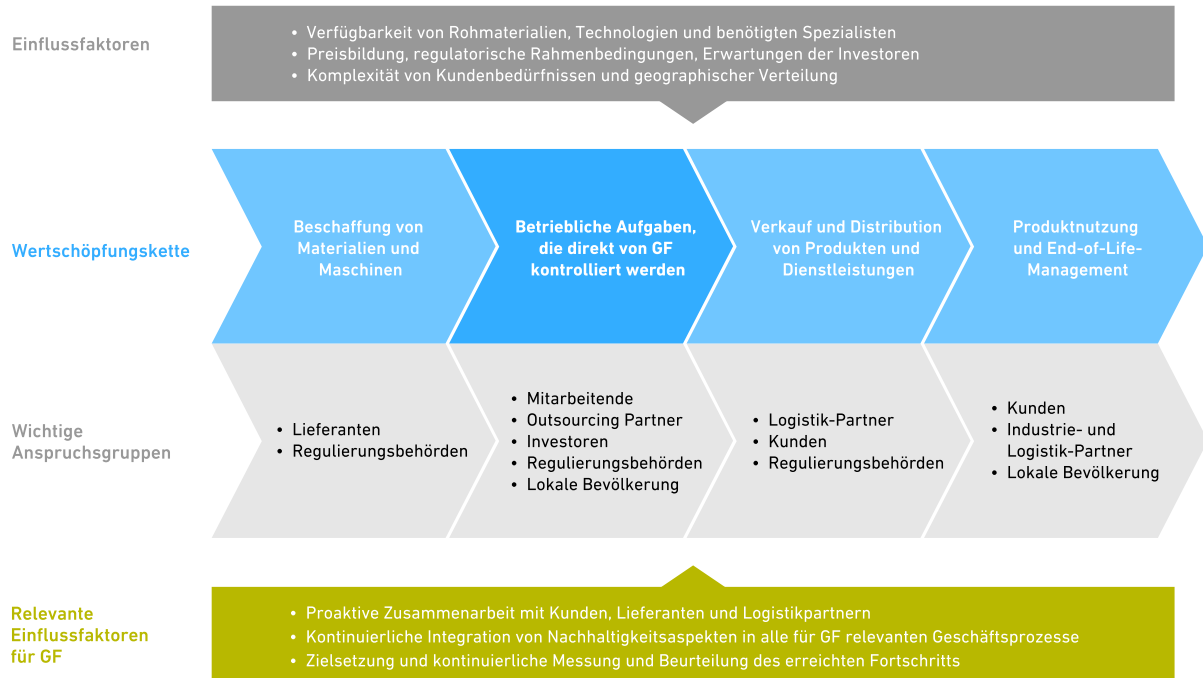 Einflussfaktoren
• Verfügbarkeit von Rohmaterialien, Technologien und benötigten Spezialisten
• Preisbildung, regulatorische Rahmenbedingungen, Erwartungen der Investoren
• Komplexität von Kundenbedürfnissen und geographischer Verteilung
Wertschöpfungskette
Beschaffung von
Materialien und
Maschinen
Betriebliche Aufgaben,
die direkt von GF
kontrolliert werden
Verkauf und Distribution
von Produkten und
Dienstleistungen
Produktnutzung
und End-of-Life-
Management
Wichtige
Anspruchsgruppen
• Lieferanten
• Regulierungsbehörden
• Mitarbeitende
• Outsourcing Partner
• Investoren
• Regulierungsbehörden
• Lokale Bevölkerung
• Logistik-Partner
• Kunden
• Regulierungsbehörden
• Kunden
• Industrie- und
Logistik-Partner
• Lokale Bevölkerung
Relevante
Einflussfaktoren
für GF
• Proaktive Zusammenarbeit mit Kunden, Lieferanten und Logistikpartnern
• Kontinuierliche Integration von Nachhaltigkeitsaspekten in alle für GF relevanten Geschäftsprozesse
• Zielsetzung und kontinuierliche Messung und Beurteilung des erreichten Fortschritts